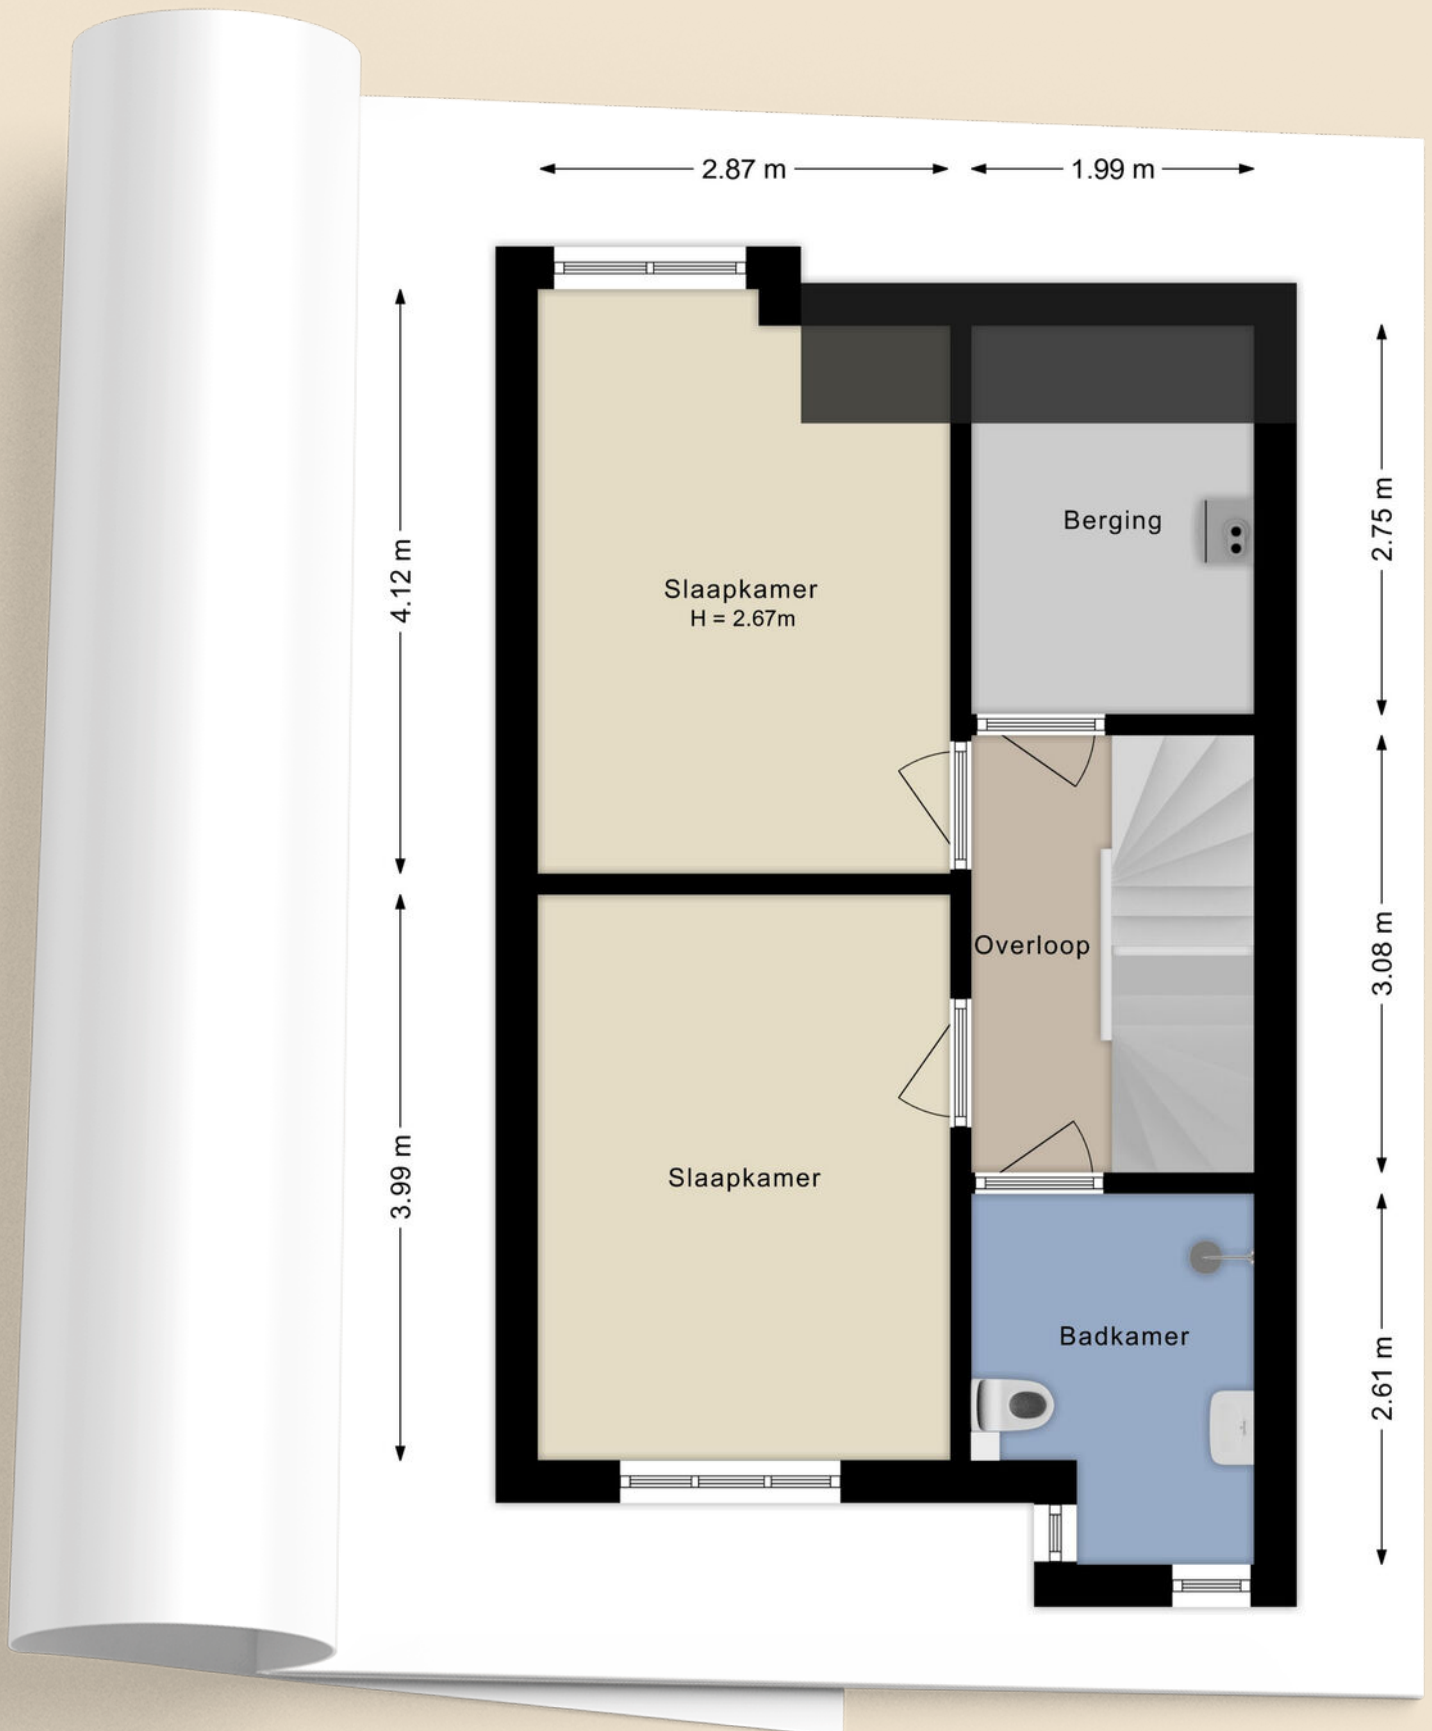 2.87 m
1.99 m
4.12 m
2.75 m
Berging
Slaapkamer
H = 2.67m
3.08 m
Overloop
3.99 m
Slaapkamer
Badkamer
2.61 m